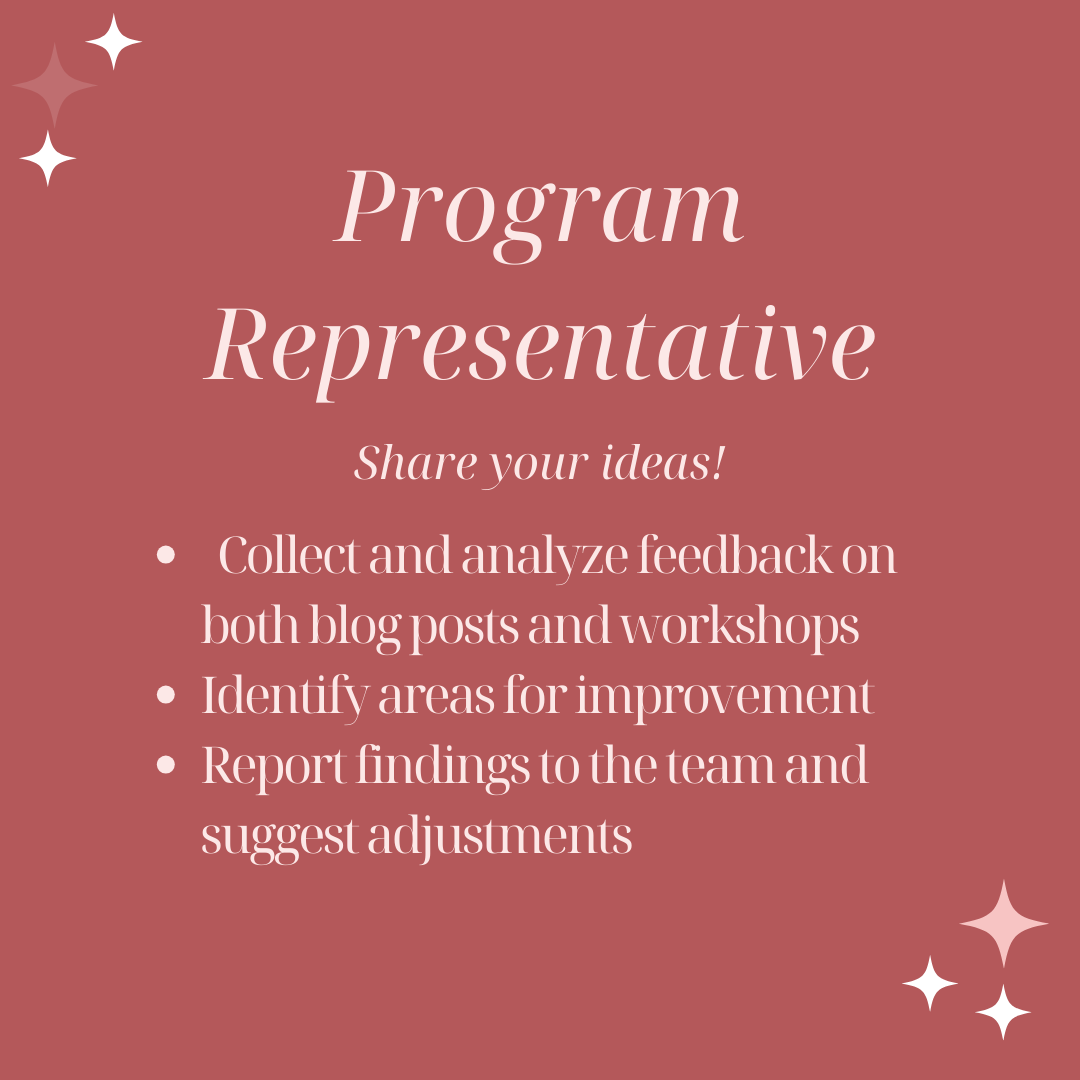 Program
Representative
Share your ideas!
• Collect and analyze feedback on
both blog posts and workshops
• Identify areas for improvement
• Report findings to the team and
suggest adjustments